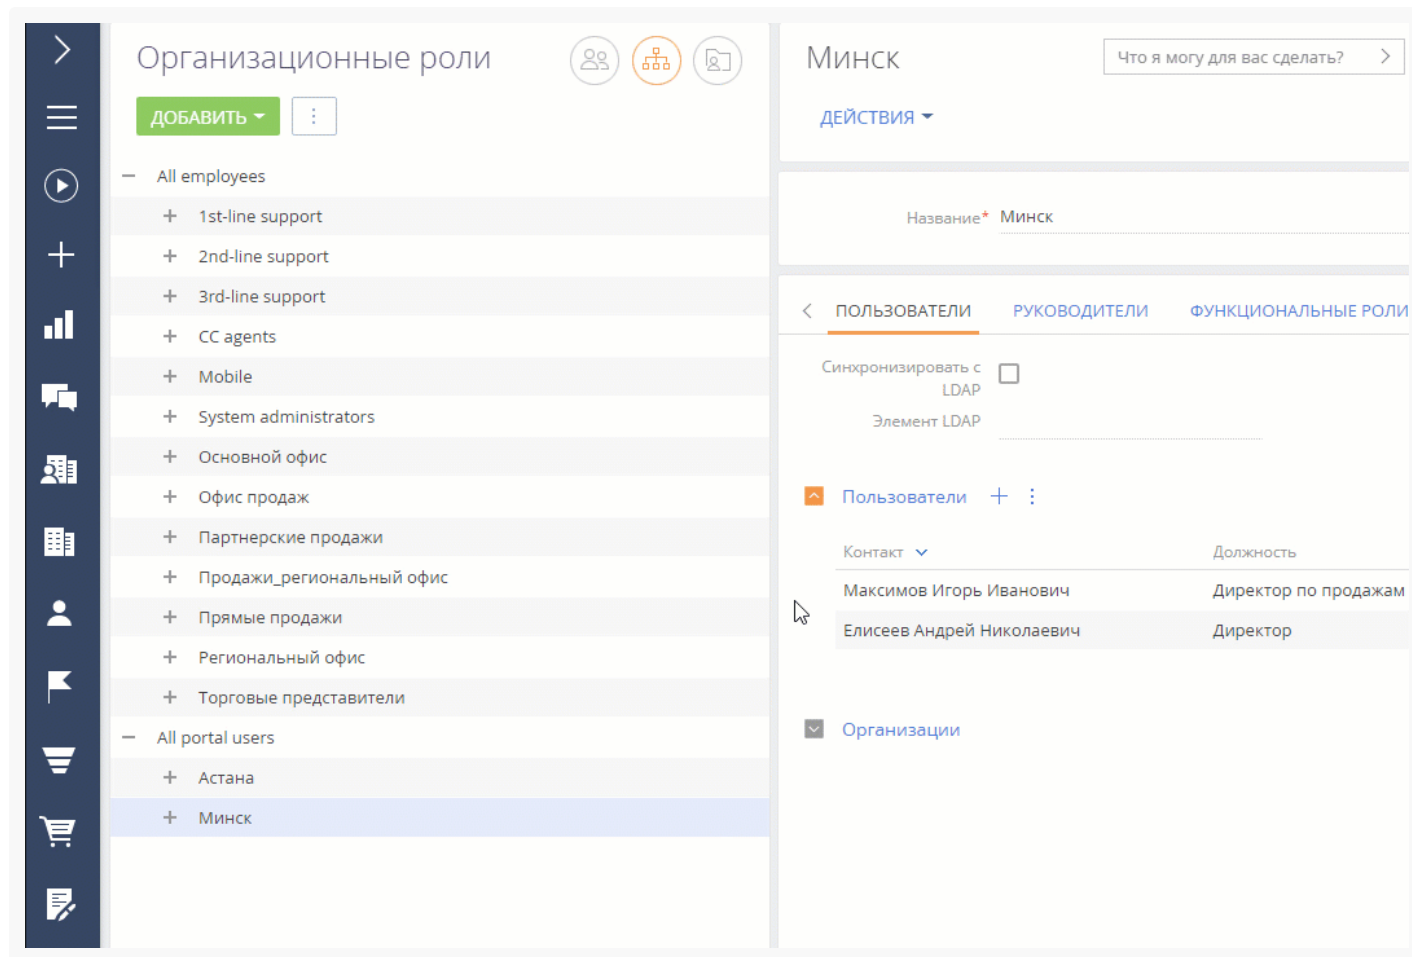 Организационные роли
ДОБАВИТЬ
All employees
1st-line support
2nd-line support
3rd-line support
CC agents
Mobile
System administrators
Основной офис
Офис продаж
Партнерские продажи
Продажи_региональный офис
Прямые продажи
Региональный офис
Торговые представители
All portal users
Астана
Минск
Минск
Что я могу для вас сделать?
ДЕЙСТВИЯ
Название* Минск
ПОЛЬЗОВАТЕЛИ РУКОВОДИТЕЛИ ФУНКЦИОНАЛЬНЫЕ РОЛИ
Синхронизировать с
LDAP
Элемент LDAP
Пользователи
Контакт Должность
Максимов Игорь Иванович Директор по продажам
Елисеев Андрей Николаевич Директор
Организации